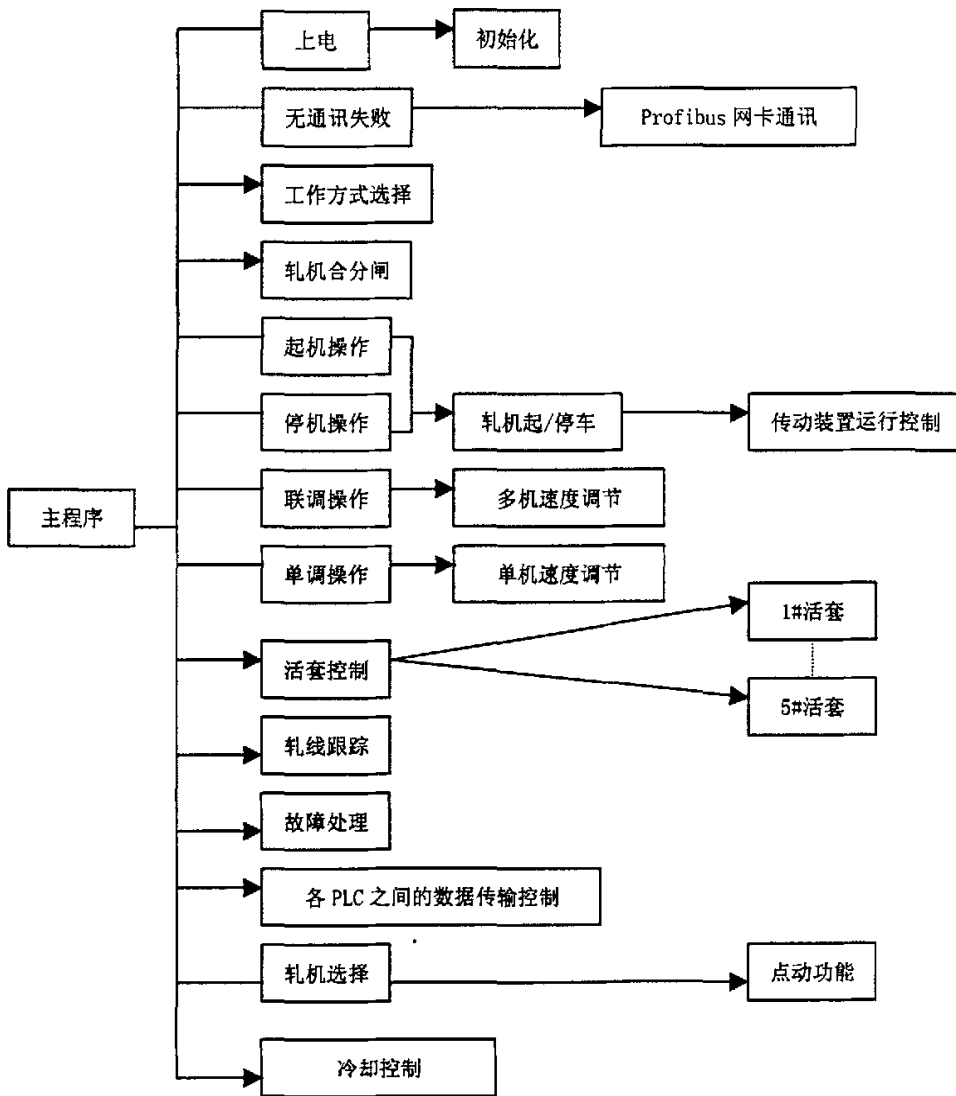 上电
初始化
无通讯失败
Profibus 网卡通讯
工作方式选择
轧机合分闸
起机操作
停机操作
轧机起/停车
传动装置运行控制
联调操作
多机速度调节
主程序
单调操作
单机速度调节
1#活套
活套控制
5#活套
轧线跟踪
故障处理
各 PLC 之间的数据传输控制
轧机选择
点动功能
冷却控制